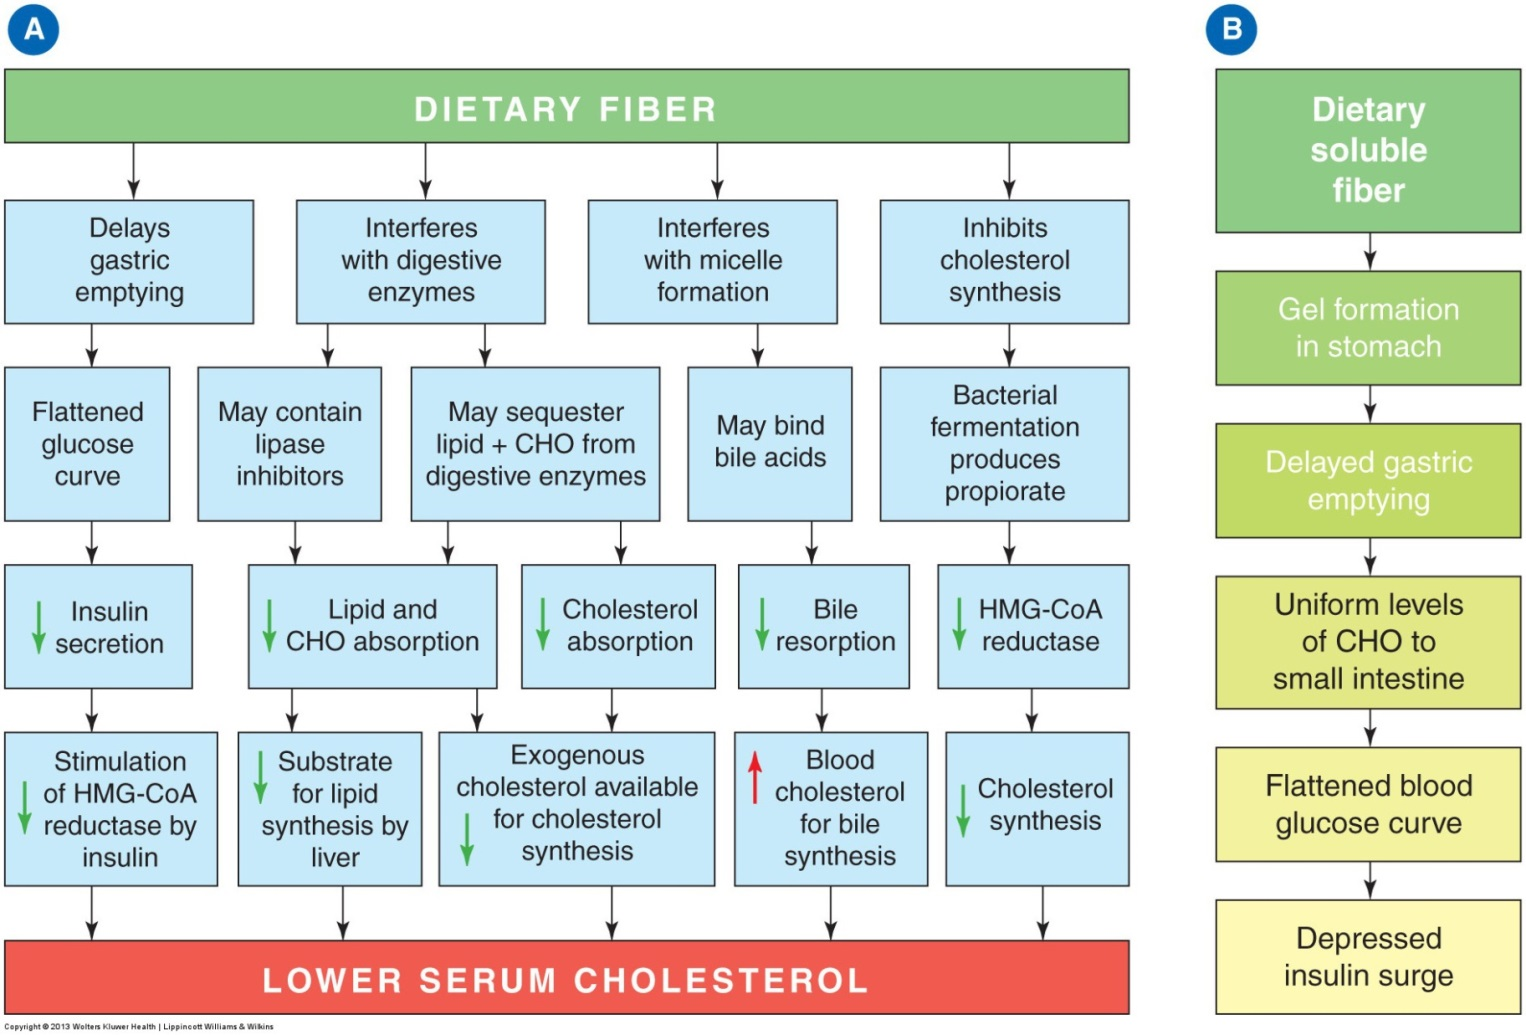 A
DIETARY FIBER
Delays
gastric
emptying
Interferes
with digestive
enzymes
Interferes
with micelle
formation
Inhibits
cholesterol
synthesis
Flattened
glucose
curve
May contain
lipase
inhibitors
May sequester
lipid + CHO from
digestive enzymes
May bind
bile acids
Bacterial
fermentation
produces
propiorate
Insulin
secretion
Lipid and
CHO absorption
Cholesterol
absorption
Bile
resorption
HMG-CoA
reductase
Stimulation
of HMG-CoA
reductase by
insulin
Substrate
for lipid
synthesis by
liver
Exogenous
cholesterol available
for cholesterol
synthesis
Blood
cholesterol
for bile
synthesis
Cholesterol
synthesis
LOWER SERUM CHOLESTEROL
B
Dietary
soluble
fiber
Gel formation
in stomach
Delayed gastric
emptying
Uniform levels
of CHO to
small intestine
Flattened blood
glucose curve
Depressed
insulin surge
Copyright © 2013 Wolters Kluwer Health | Lippincott Williams & Wilkins